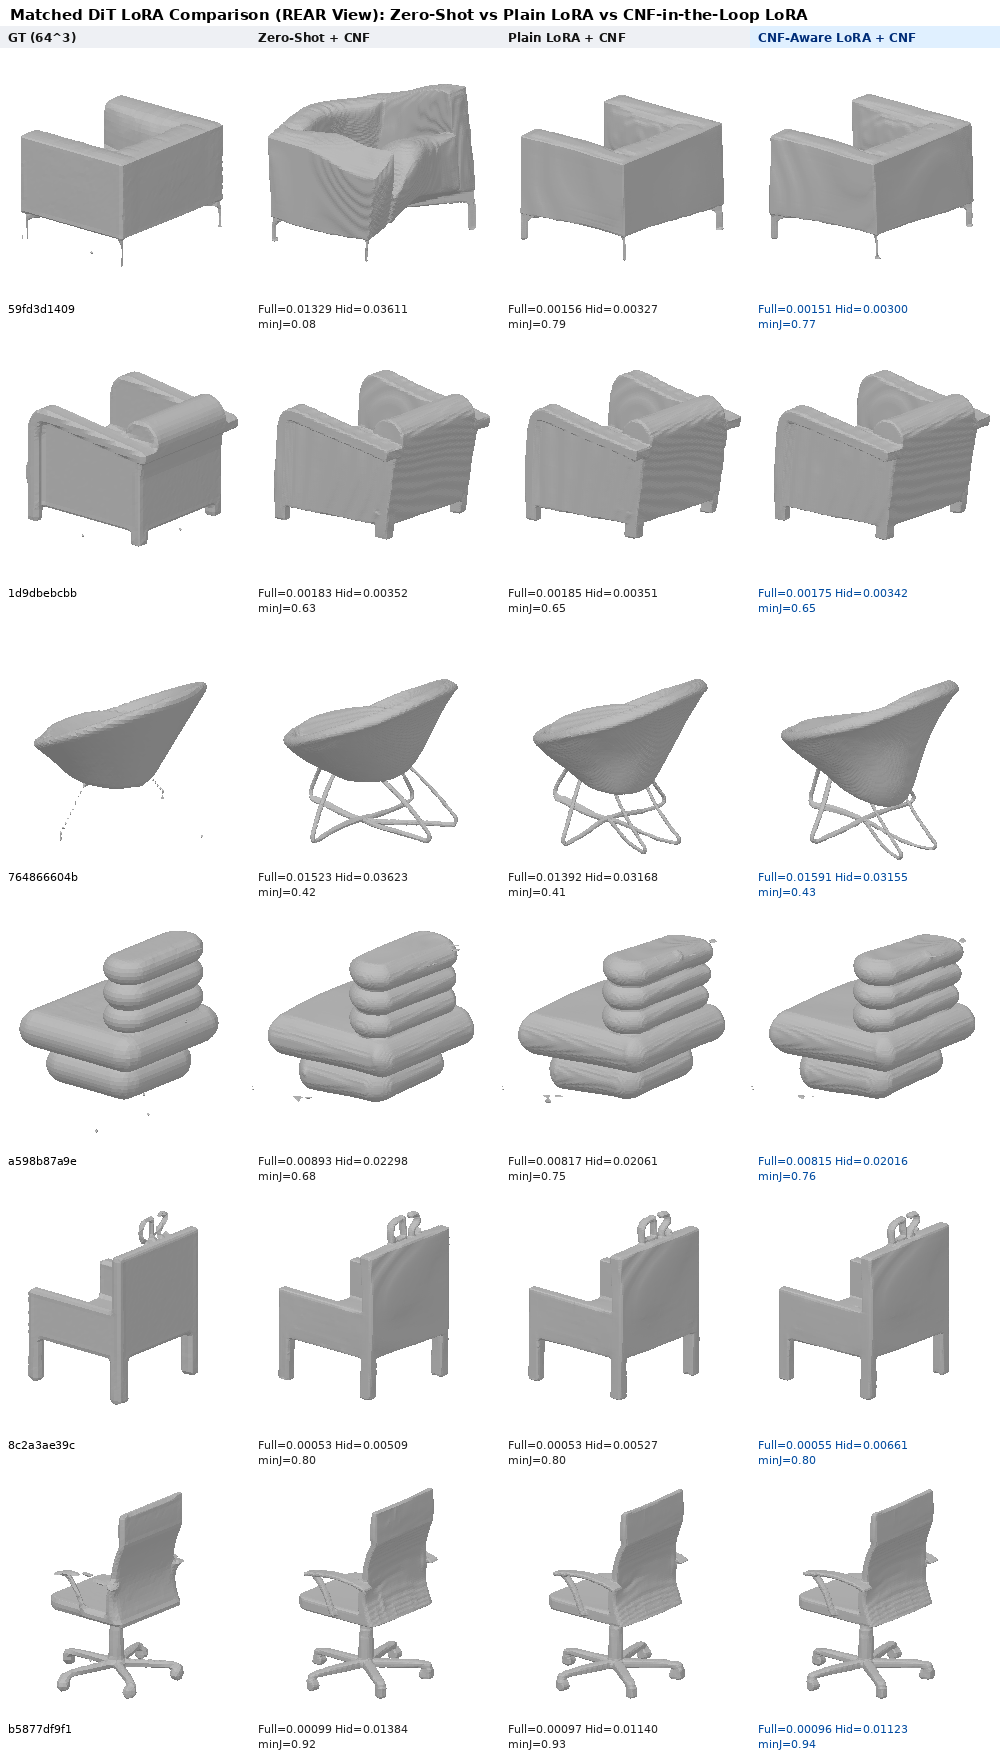 Matched DiT LoRA Comparison (REAR View): Zero-Shot vs Plain LoRA vs CNF-in-the-Loop LoRA
GT (64^3) Zero-Shot + CNF Plain LoRA + CNF CNF-Aware LoRA + CNF
59fd3d1409 Full=0.01329 Hid=0.03611 Full=0.00156 Hid=0.00327 Full=0.00151 Hid=0.00300
minJ=0.08 minJ=0.79 minJ=0.77
1d9dbebcbb Full=0.00183 Hid=0.00352 Full=0.00185 Hid=0.00351 Full=0.00175 Hid=0.00342
minJ=0.63 minJ=0.65 minJ=0.65
764866604b Full=0.01523 Hid=0.03623 Full=0.01392 Hid=0.03168 Full=0.01591 Hid=0.03155
minJ=0.42 minJ=0.41 minJ=0.43
a598b87a9e Full=0.00893 Hid=0.02298 Full=0.00817 Hid=0.02061 Full=0.00815 Hid=0.02016
minJ=0.68 minJ=0.75 minJ=0.76
8c2a3ae39c Full=0.00053 Hid=0.00509 Full=0.00053 Hid=0.00527 Full=0.00055 Hid=0.00661
minJ=0.80 minJ=0.80 minJ=0.80
b5877df9f1 Full=0.00099 Hid=0.01384 Full=0.00097 Hid=0.01140 Full=0.00096 Hid=0.01123
minJ=0.92 minJ=0.93 minJ=0.94